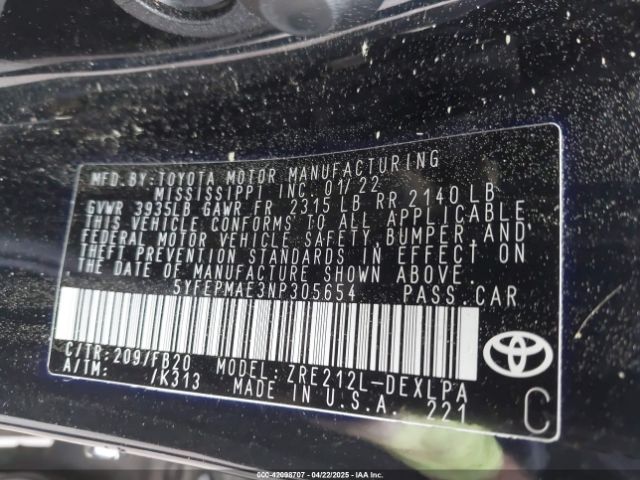 MFD.BY:TOYOTA MOTOR MANUFACTURING
MISSISSIPPI INC. 01/22
GVWR 3935LB GAWR FR 2315 LB RR 2140 LB
THIS VEHICLE CONFORMS TO ALL APPLICABLE
FEDERAL MOTOR VEHICLE SAFETY,BUMPER,AND
THEFT PREVENTION STANDARDS IN EFFECT ON
THE DATE OF MANUFACTURE SHOWN ABOVE.
5YFEPMAE3NP305654 PASS.CAR
C/TR:209/FB20 MODEL:ZRE212L-DEXLPA
A/TM: /K313 MADE IN U.S.A. 221
C
000-42098707 - 04/22/2025 - IAAI